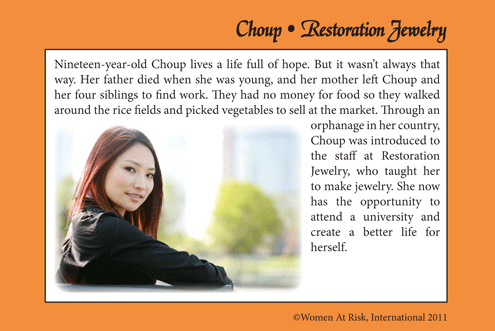 Choup • Restoration Jewelry
Nineteen-year-old Choup lives a life full of hope. But it wasn't always that
way. Her father died when she was young, and her mother left Choup and
her four siblings to find work. They had no money for food so they walked
around the rice fields and picked vegetables to sell at the market. Through an
orphanage in her country,
Choup was introduced to
the staff at Restoration
Jewelry, who taught her
to make jewelry. She now
has the opportunity to
attend a university and
create a better life for
herself.
©Women At Risk, International 2011